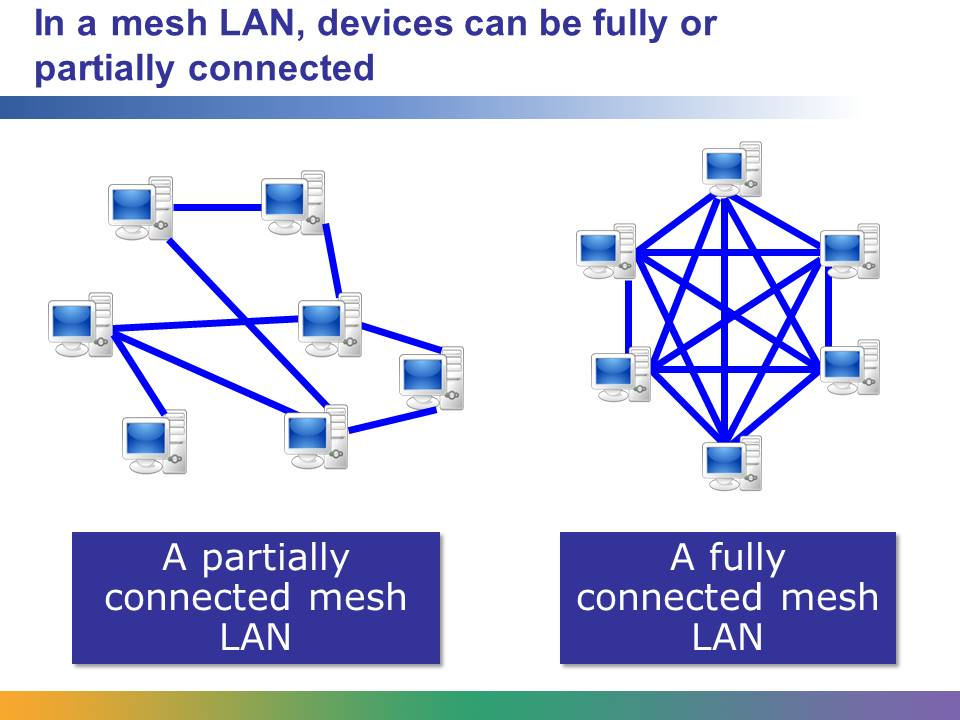 In a mesh LAN, devices can be fully or
partially connected
A partially
connected mesh
LAN
A fully
connected mesh
LAN